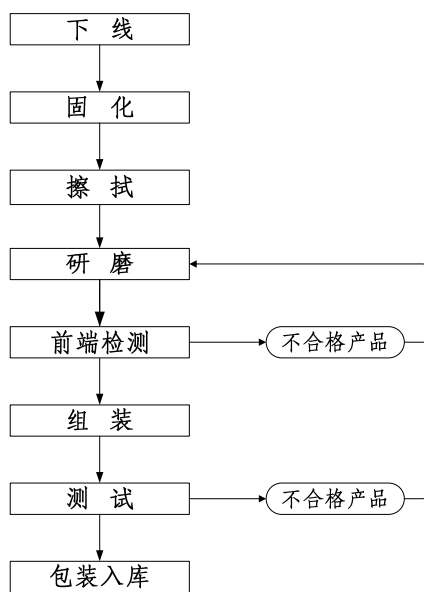 下 线
固 化
擦 拭
研 磨
前端检测
不合格产品
组 装
测 试
不合格产品
包装入库